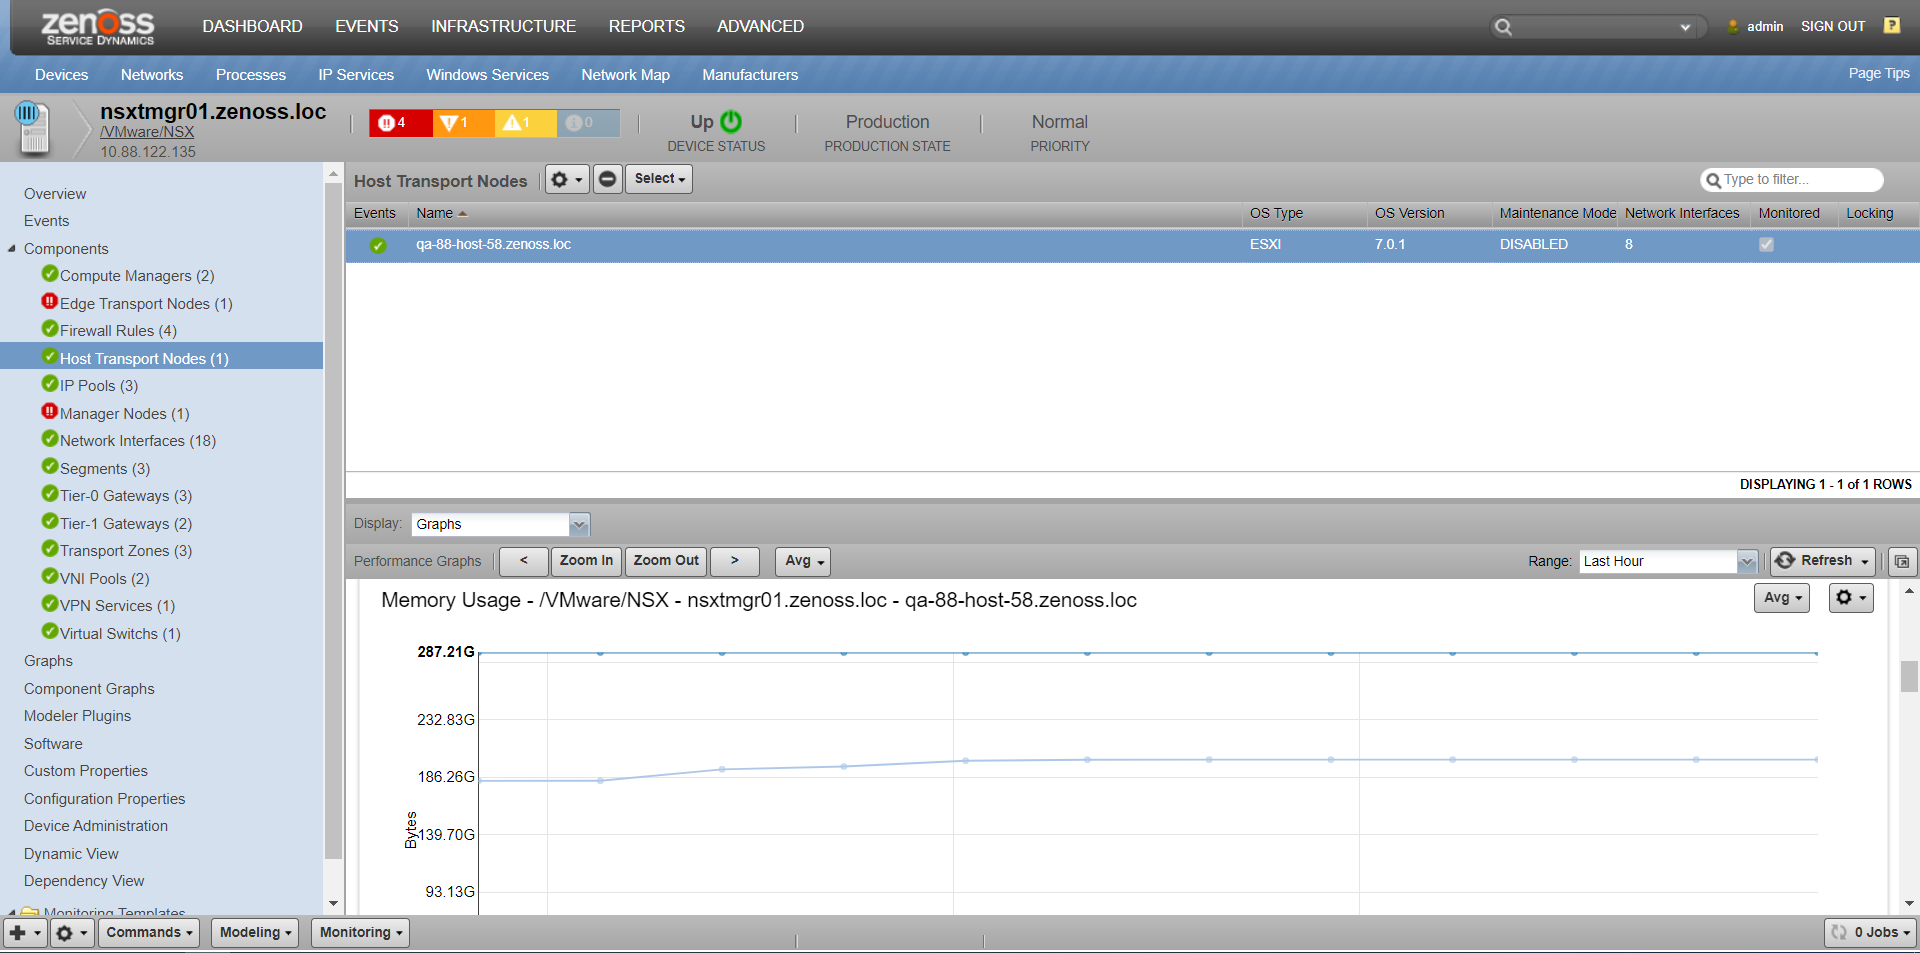 zenoss
SERVICE DYNAMICS
DASHBOARD EVENTS INFRASTRUCTURE REPORTS ADVANCED
admin SIGN OUT ?
Devices Networks Processes IP Services Windows Services Network Map Manufacturers Page Tips
nsxtmgr01.zenoss.loc
/VMware/NSX
10.88.122.135
4 1 1 0
Up
DEVICE STATUS
Production
PRODUCTION STATE
Normal
PRIORITY
Overview
Events
Components
Compute Managers (2)
Edge Transport Nodes (1)
Firewall Rules (4)
Host Transport Nodes (1)
IP Pools (3)
Manager Nodes (1)
Network Interfaces (18)
Segments (3)
Tier-0 Gateways (3)
Tier-1 Gateways (2)
Transport Zones (3)
VNI Pools (2)
VPN Services (1)
Virtual Switchs (1)
Graphs
Component Graphs
Modeler Plugins
Software
Custom Properties
Configuration Properties
Device Administration
Dynamic View
Dependency View
Monitoring Templates
Host Transport Nodes Select Type to filter...
Events Name OS Type OS Version Maintenance Mode Network Interfaces Monitored Locking
qa-88-host-58.zenoss.loc ESXI 7.0.1 DISABLED 8
DISPLAYING 1 - 1 of 1 ROWS
Display: Graphs
Performance Graphs < Zoom In Zoom Out > Avg Range: Last Hour Refresh
Memory Usage - /VMware/NSX - nsxtmgr01.zenoss.loc - qa-88-host-58.zenoss.loc Avg
287.21G
232.83G
186.26G
139.70G
93.13G
Bytes
Commands Modeling Monitoring 0 Jobs